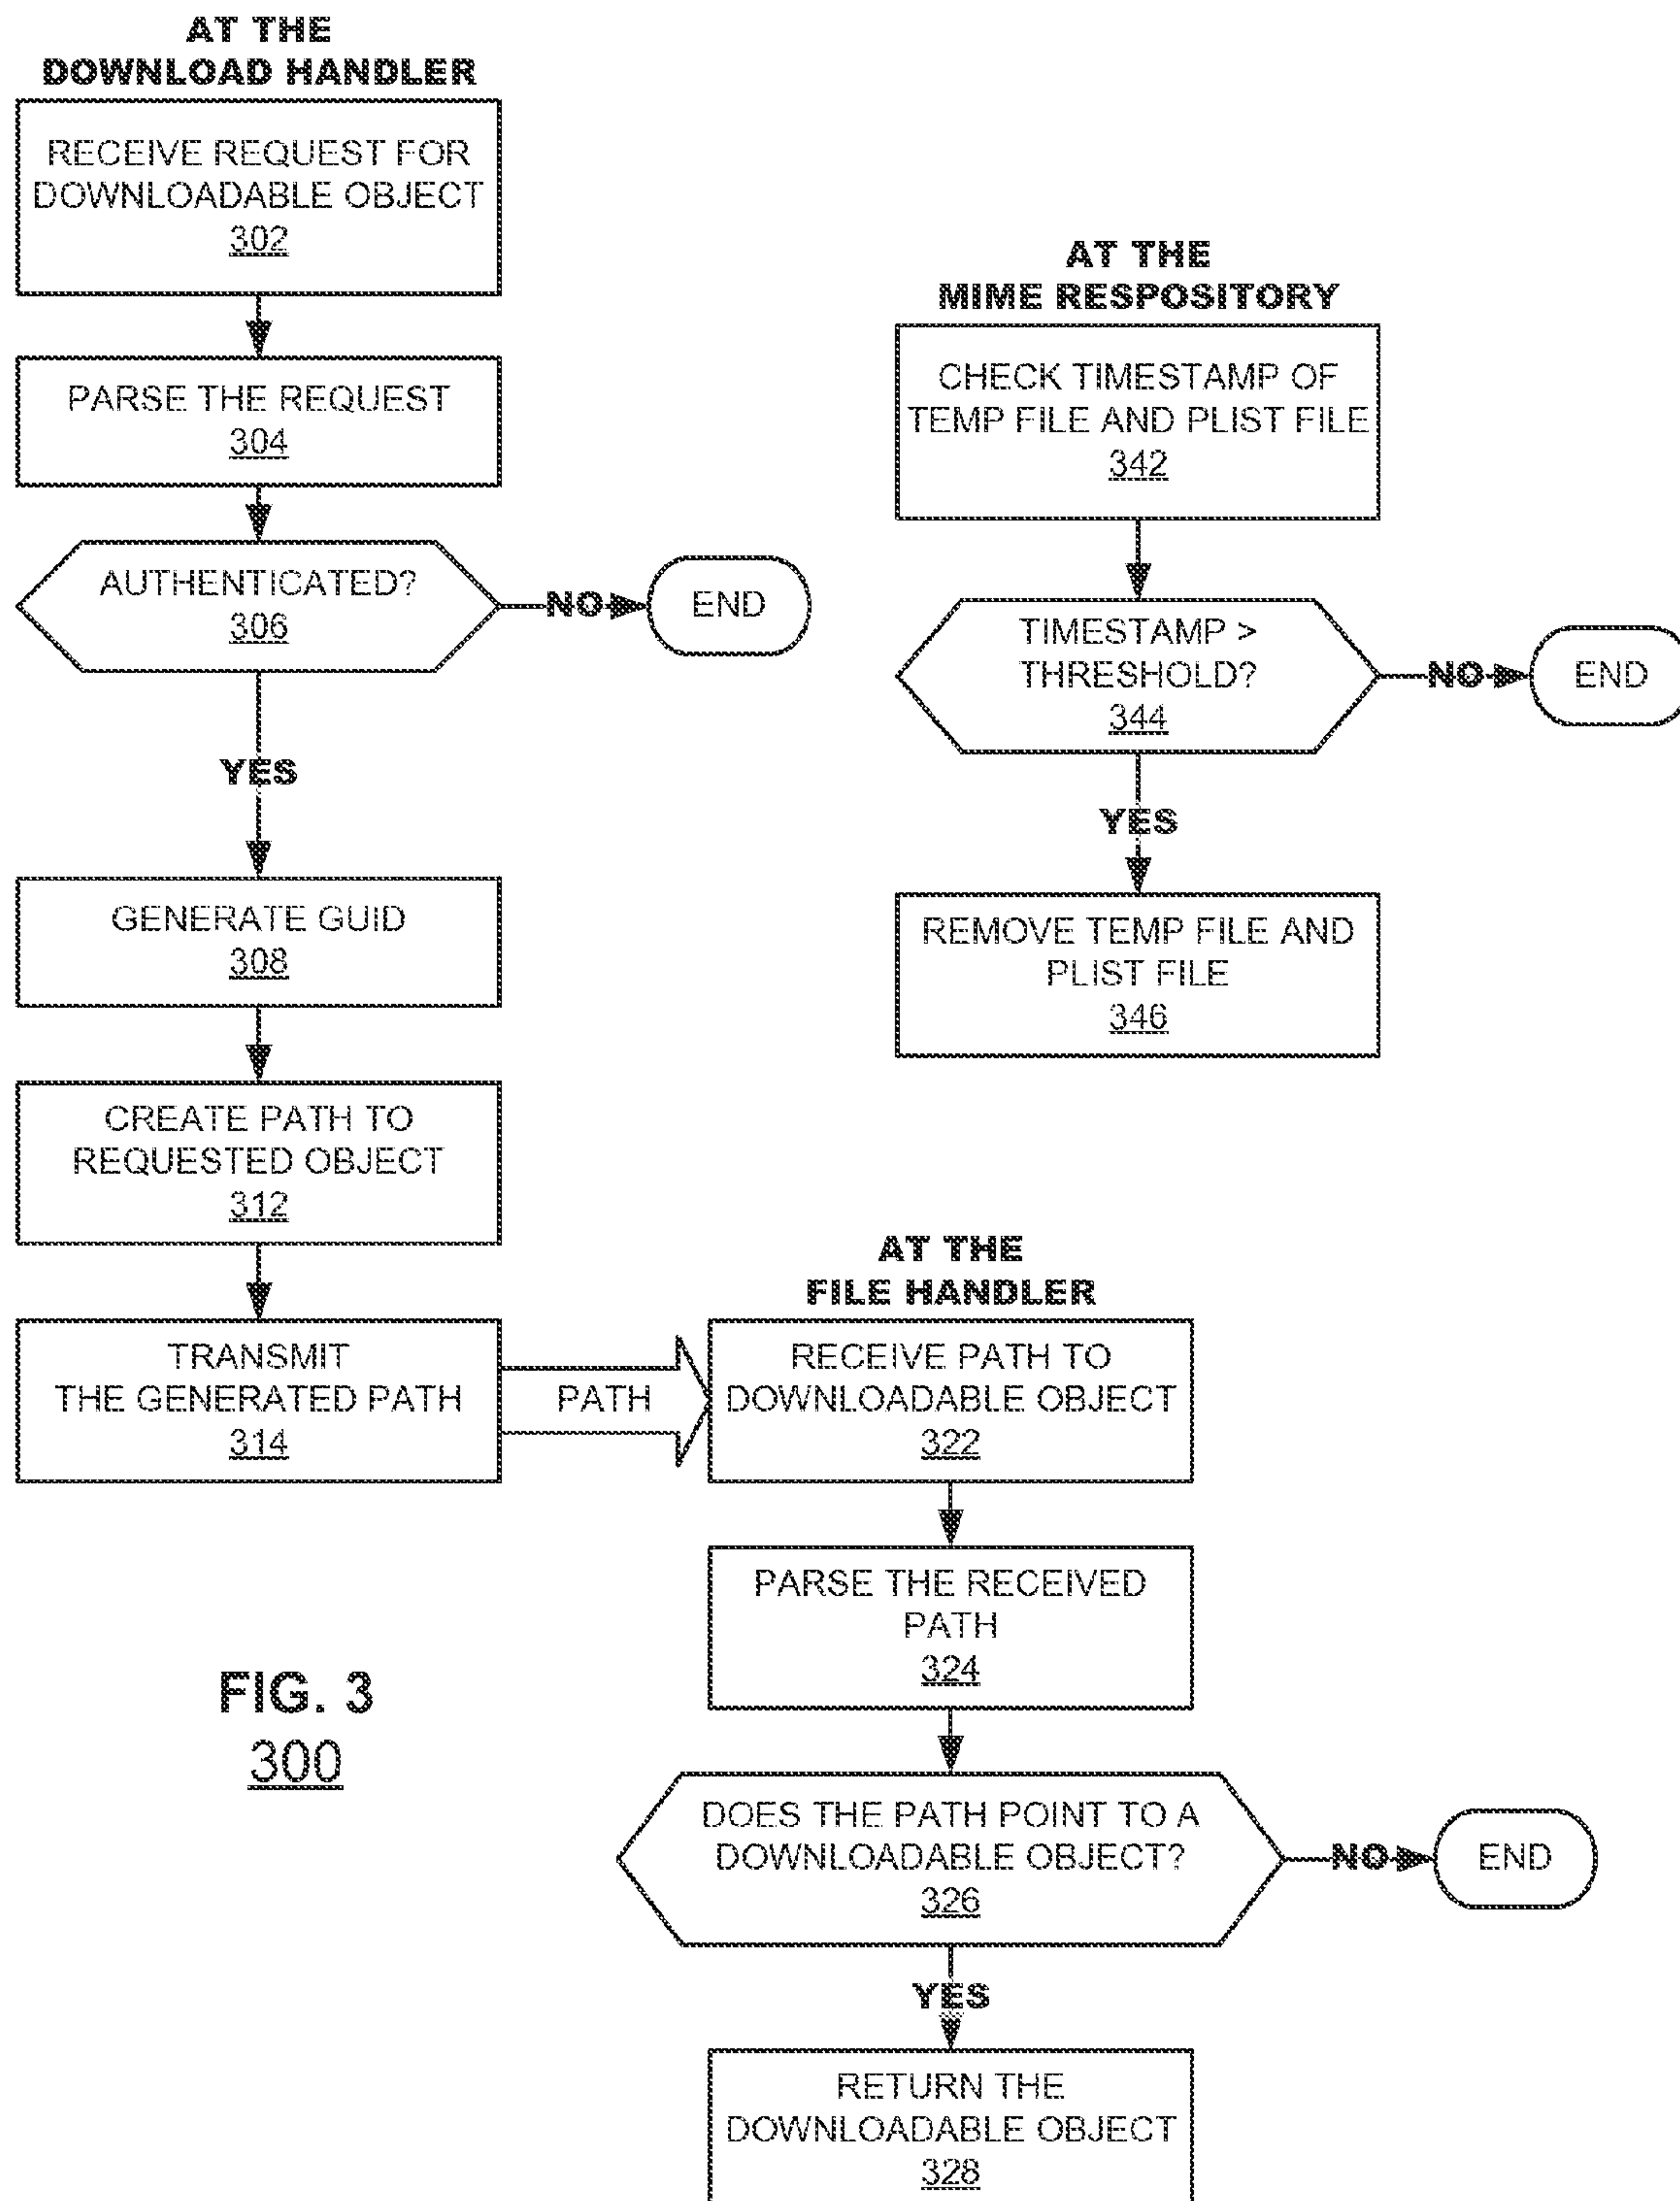 AT THE
DOWNLOAD HANDLER
RECEIVE REQUEST FOR
DOWNLOADABLE OBJECT
302
PARSE THE REQUEST
304
AUTHENTICATED?
306
NO
END
YES
GENERATE GUID
308
CREATE PATH TO
REQUESTED OBJECT
312
TRANSMIT
THE GENERATED PATH
314
PATH
AT THE
MIME RESPOSITORY
CHECK TIMESTAMP OF
TEMP FILE AND PLIST FILE
342
TIMESTAMP >
THRESHOLD?
344
NO
END
YES
REMOVE TEMP FILE AND
PLIST FILE
346
AT THE
FILE HANDLER
RECEIVE PATH TO
DOWNLOADABLE OBJECT
322
PARSE THE RECEIVED
PATH
324
DOES THE PATH POINT TO A
DOWNLOADABLE OBJECT?
326
NO
END
YES
RETURN THE
DOWNLOADABLE OBJECT
328
FIG. 3
300